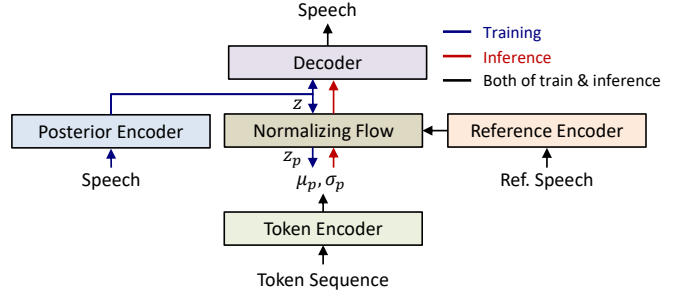 Speech
Training
Inference
Both of train & inference
Decoder
z
Posterior Encoder
Normalizing Flow
Reference Encoder
z_p
Speech
μ_p, σ_p
Ref. Speech
Token Encoder
Token Sequence